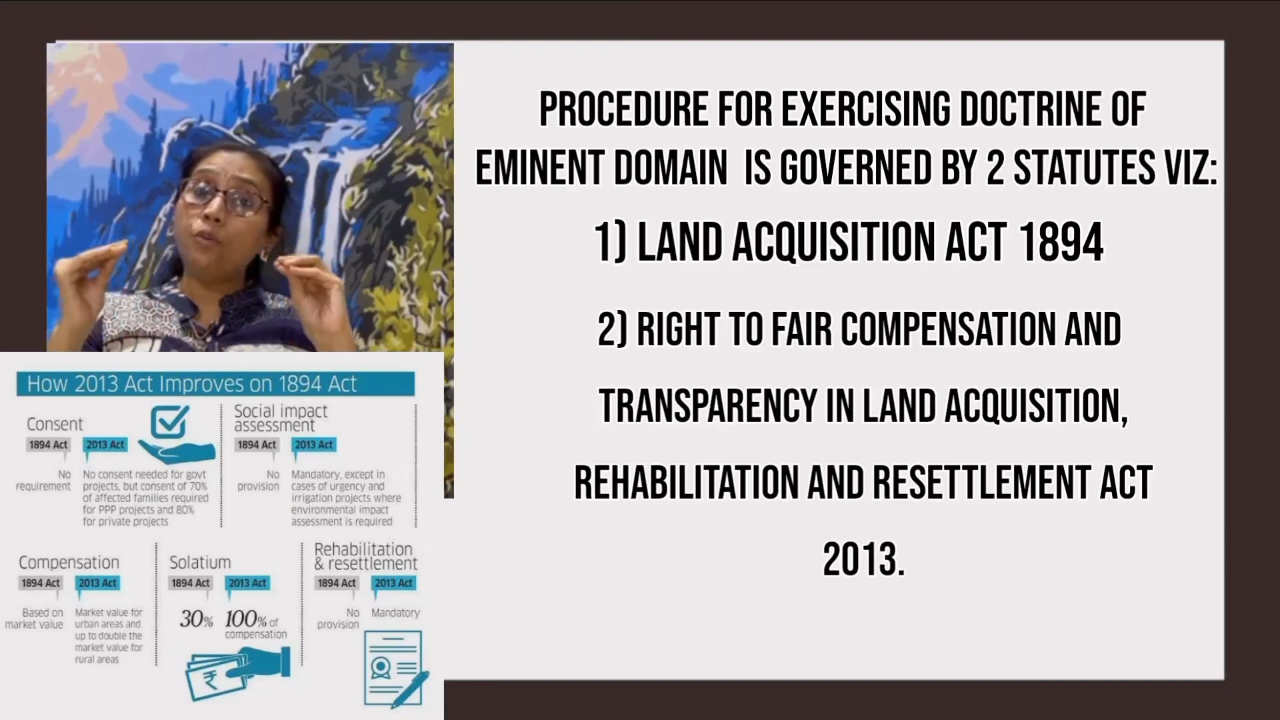 PROCEDURE FOR EXERCISING DOCTRINE OF
EMINENT DOMAIN IS GOVERNED BY 2 STATUTES VIZ:
1) LAND ACQUISITION ACT 1894
2) RIGHT TO FAIR COMPENSATION AND
TRANSPARENCY IN LAND ACQUISITION,
REHABILITATION AND RESETTLEMENT ACT
2013.
How 2013 Act Improves on 1894 Act
Consent
1894 Act
2013 Act
No
requirement
No consent needed for govt
projects, but consent of 70%
of affected families required
for PPP projects and 80%
for private projects
Social impact
assessment
1894 Act
2013 Act
No
provision
Mandatory, except in
cases of urgency and
irrigation projects where
environmental impact
assessment is required
Compensation
1894 Act
2013 Act
Based on
market value
Market value for
urban areas and
up to double the
market value for
rural areas
Solatium
1894 Act
2013 Act
30%
100% of
compensation
₹
Rehabilitation
& resettlement
1894 Act
2013 Act
No
provision
Mandatory